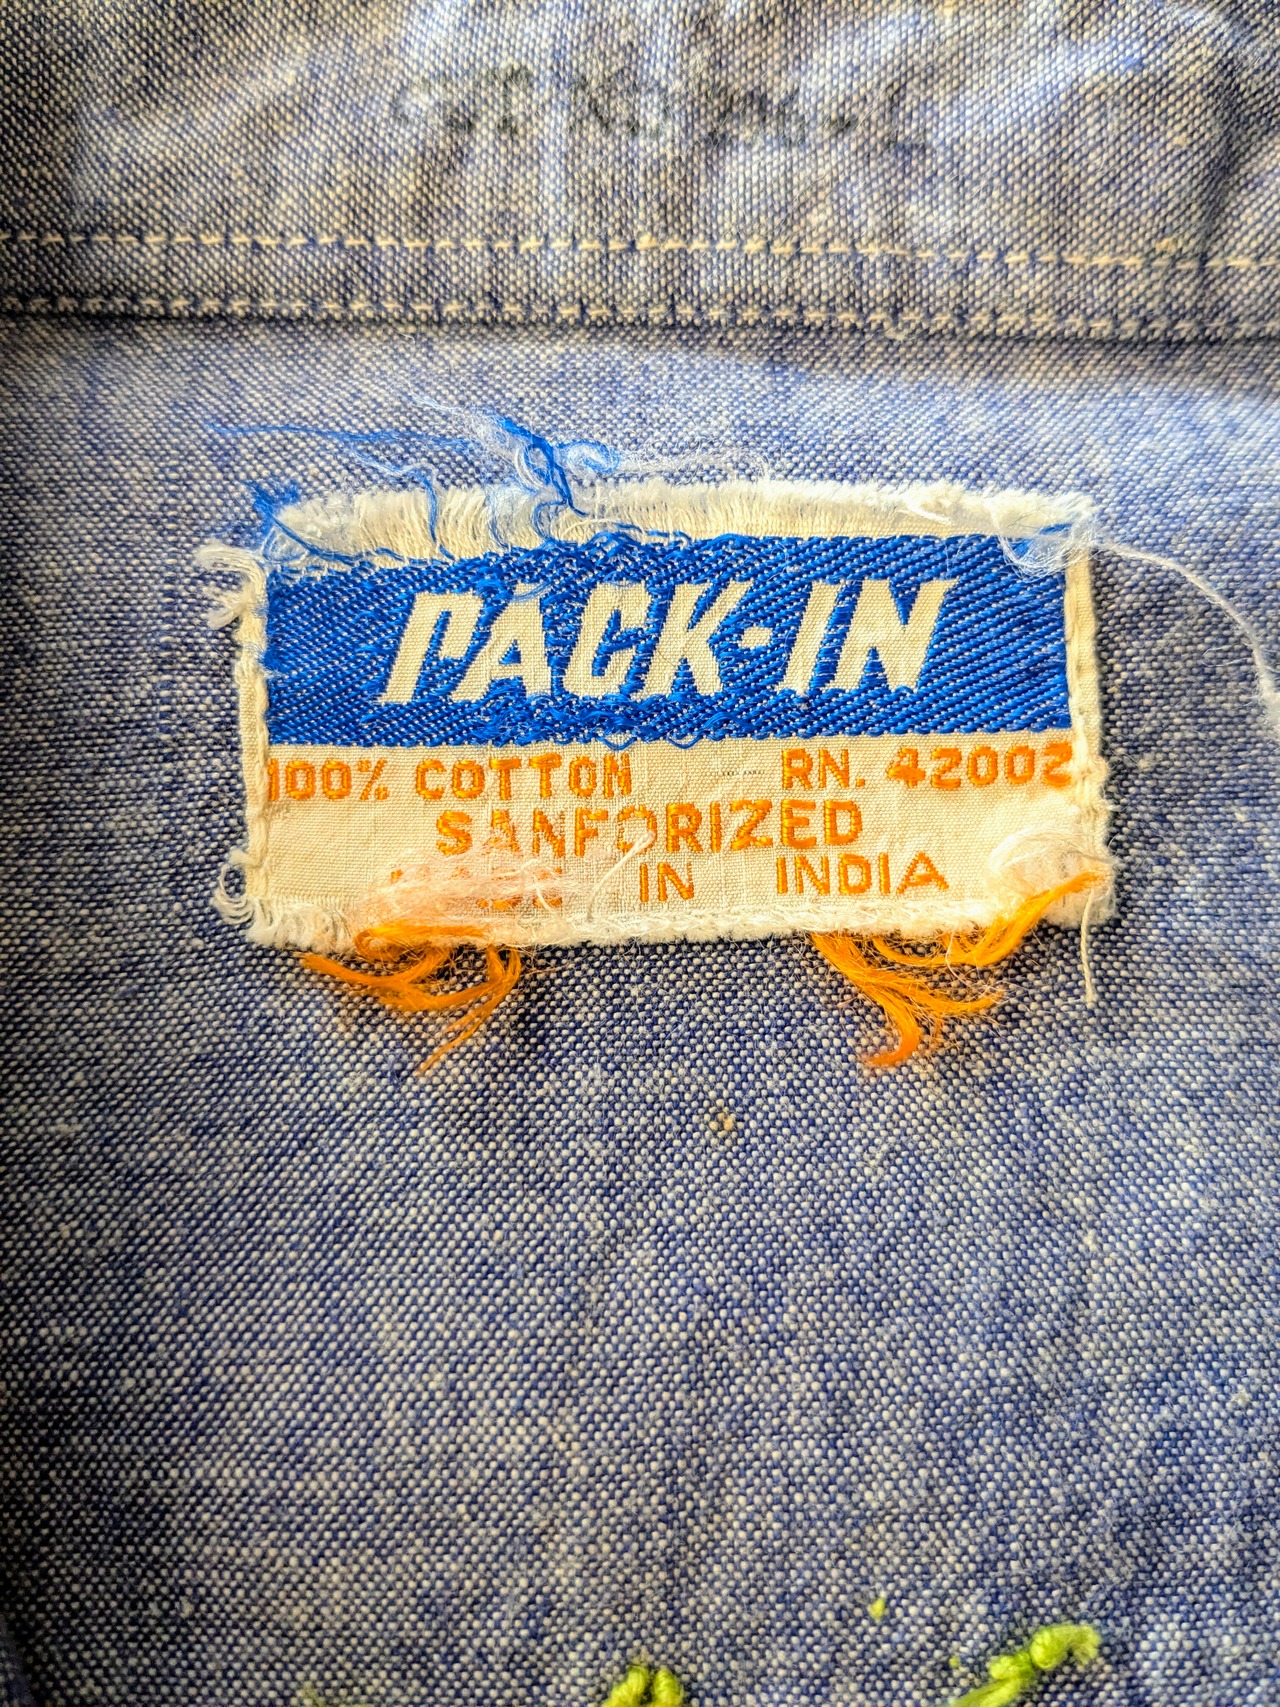 PACK-IN
100% COTTON RN. 42002
SANFORIZED
IN INDIA